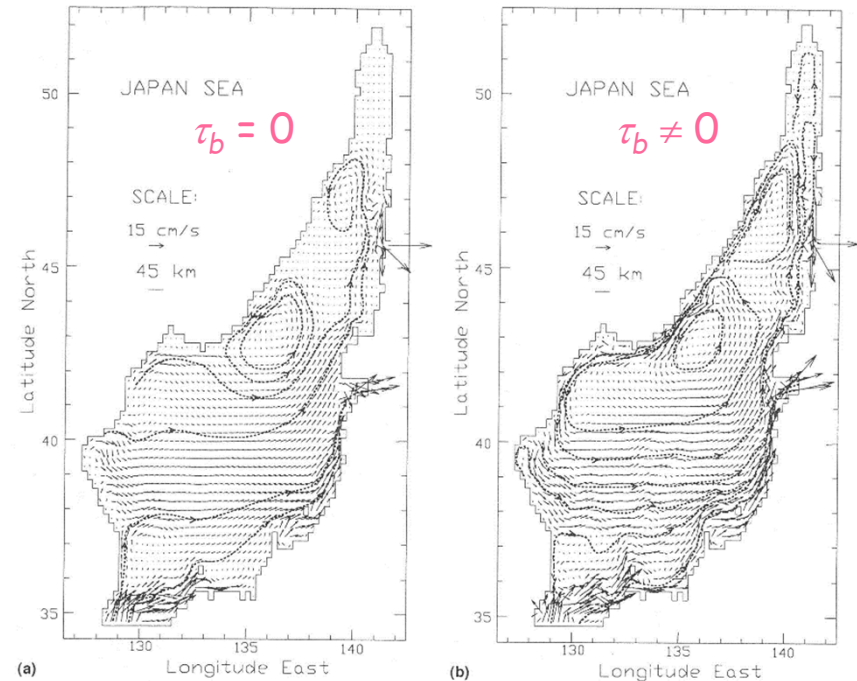 JAPAN SEA
τb = 0
SCALE:
15 cm/s
45 km
50
45
40
35
Latitude North
130
135
140
Longitude East
(a)
JAPAN SEA
τb ≠ 0
SCALE:
15 cm/s
45 km
50
45
40
35
Latitude North
130
135
140
Longitude East
(b)